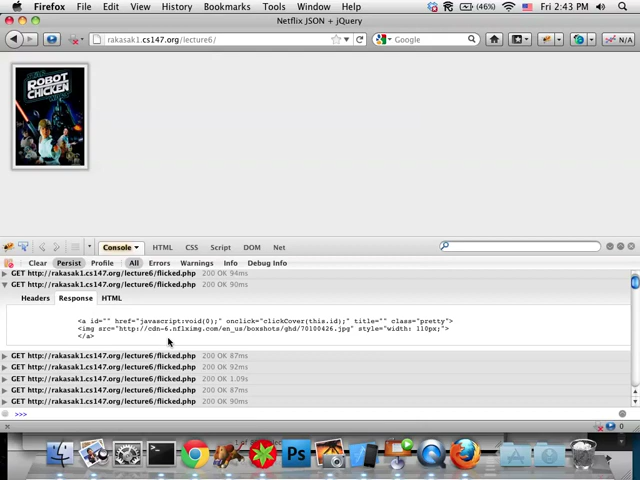 Firefox File Edit View History Bookmarks Tools Window Help (46%) Fri 2:43 PM
Netflix JSON + jQuery
rakasak1.cs147.org/lecture6/ Google N/A
ROBOT
CHICKEN
Console HTML CSS Script DOM Net
Clear Persist Profile All Errors Warnings Info Debug Info
GET http://rakasak1.cs147.org/lecture6/flicked.php 200 OK 94ms
GET http://rakasak1.cs147.org/lecture6/flicked.php 200 OK 90ms
Headers Response HTML
<a id="" href="javascript:void(0);" onclick="clickCover(this.id);" title="" class="pretty">
<img src="http://cdn-6.nflximg.com/en_us/boxshots/ghd/70100426.jpg" style="width: 110px;">
</a>
GET http://rakasak1.cs147.org/lecture6/flicked.php 200 OK 87ms
GET http://rakasak1.cs147.org/lecture6/flicked.php 200 OK 92ms
GET http://rakasak1.cs147.org/lecture6/flicked.php 200 OK 1.09s
GET http://rakasak1.cs147.org/lecture6/flicked.php 200 OK 87ms
GET http://rakasak1.cs147.org/lecture6/flicked.php 200 OK 90ms
>>>
0
Ps